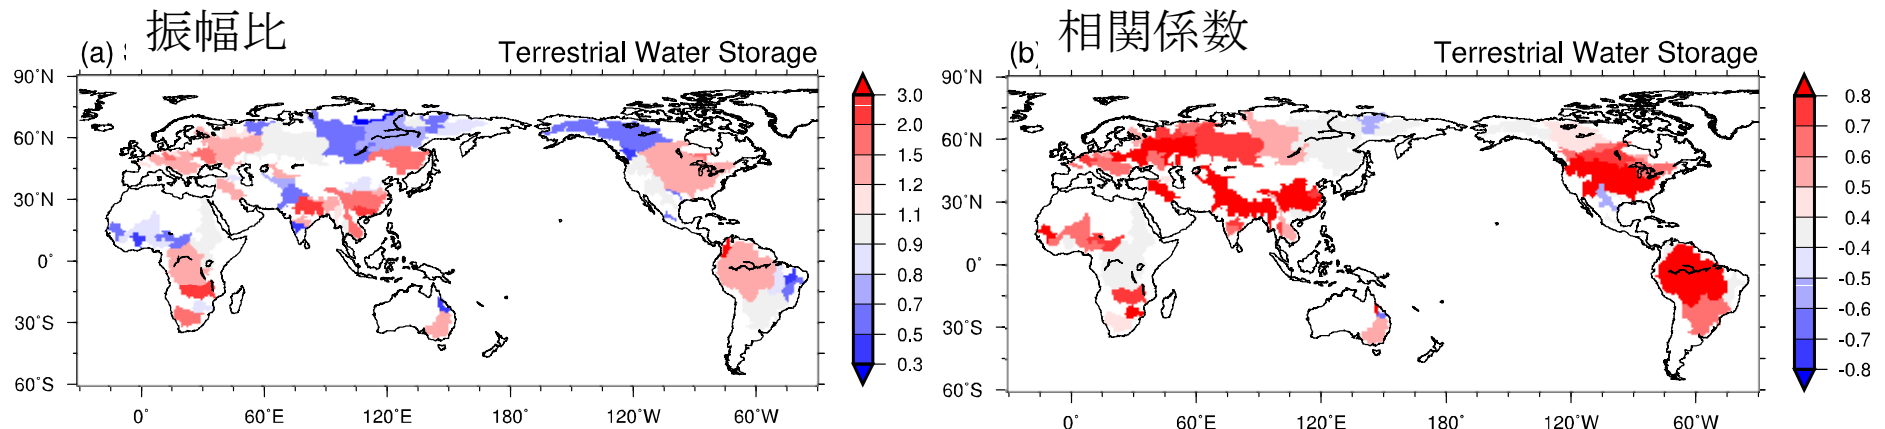 振幅比
(a)
Terrestrial Water Storage
90˚N
60˚N
30˚N
0˚
30˚S
60˚S
0˚
60˚E
120˚E
180˚
120˚W
60˚W
3.0
2.0
1.5
1.2
1.1
0.9
0.8
0.7
0.5
0.3
相関係数
(b)
Terrestrial Water Storage
90˚N
60˚N
30˚N
0˚
30˚S
60˚S
0˚
60˚E
120˚E
180˚
120˚W
60˚W
0.8
0.7
0.6
0.5
0.4
-0.4
-0.5
-0.6
-0.7
-0.8